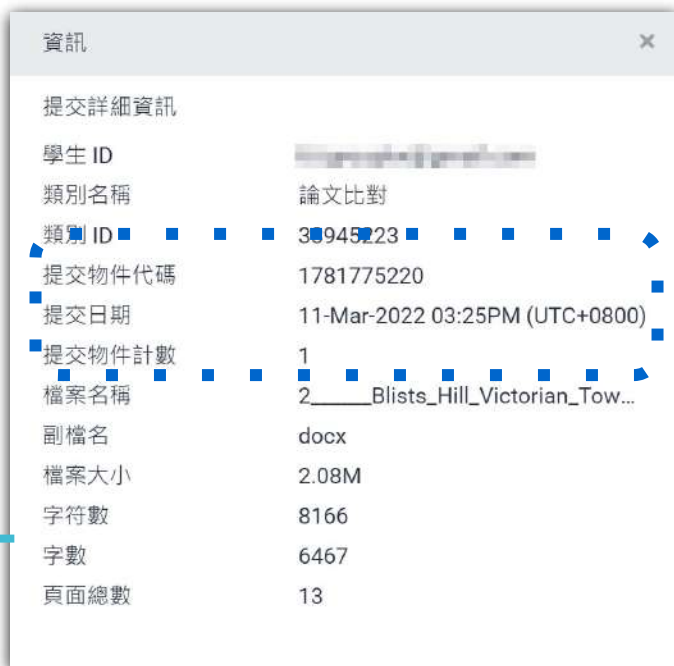 資訊 ×
提交詳細資訊
學生 ID
類別名稱 論文比對
類別 ID 38945223
提交物件代碼 1781775220
提交日期 11-Mar-2022 03:25PM (UTC+0800)
提交物件計數 1
檔案名稱 2______Blists_Hill_Victorian_Tow...
副檔名 docx
檔案大小 2.08M
字符數 8166
字數 6467
頁面總數 13